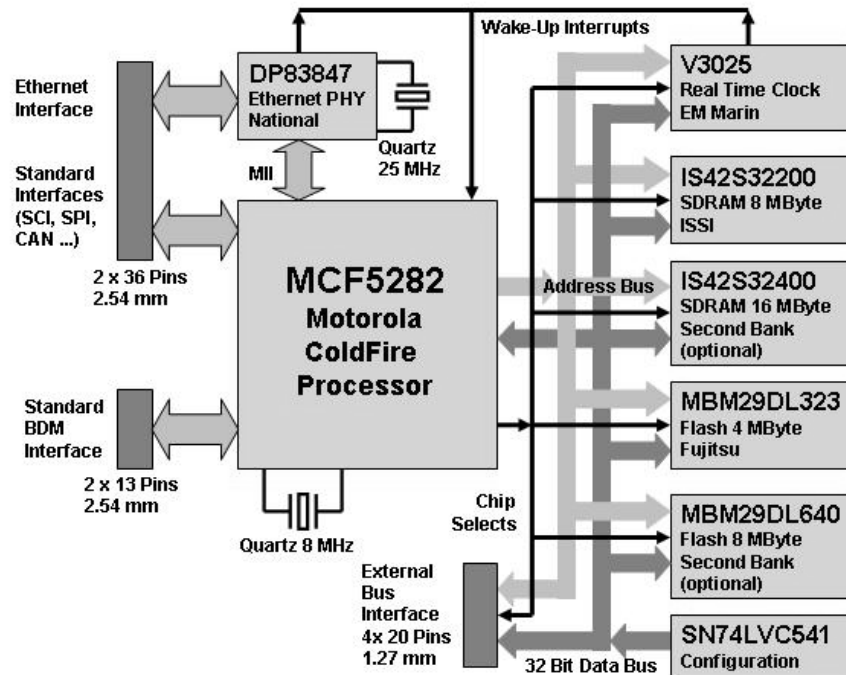 Wake-Up Interrupts
DP83847
Ethernet PHY
National
Quartz
25 MHz
MII
Ethernet
Interface
Standard
Interfaces
(SCI, SPI,
CAN ...)
2 x 36 Pins
2.54 mm
MCF5282
Motorola
ColdFire
Processor
Standard
BDM
Interface
2 x 13 Pins
2.54 mm
Quartz 8 MHz
Address Bus
Chip
Selects
External
Bus
Interface
4x 20 Pins
1.27 mm
32 Bit Data Bus
V3025
Real Time Clock
EM Marin
IS42S32200
SDRAM 8 MByte
ISSI
IS42S32400
SDRAM 16 MByte
Second Bank
(optional)
MBM29DL323
Flash 4 MByte
Fujitsu
MBM29DL640
Flash 8 MByte
Second Bank
(optional)
SN74LVC541
Configuration